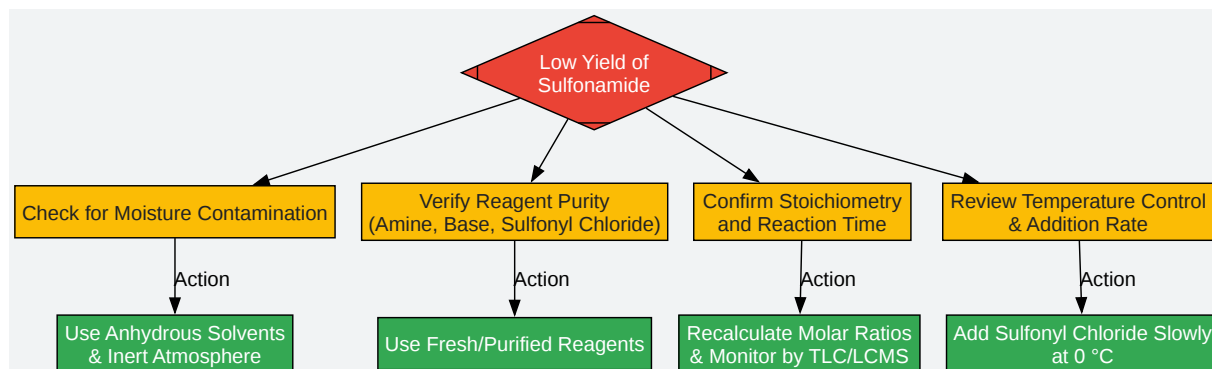 Low Yield of
Sulfonamide
Check for Moisture Contamination
Verify Reagent Purity
(Amine, Base, Sulfonyl Chloride)
Confirm Stoichiometry
and Reaction Time
Review Temperature Control
& Addition Rate
Action
Action
Action
Action
Use Anhydrous Solvents
& Inert Atmosphere
Use Fresh/Purified Reagents
Recalculate Molar Ratios
& Monitor by TLC/LCMS
Add Sulfonyl Chloride Slowly
at 0 °C